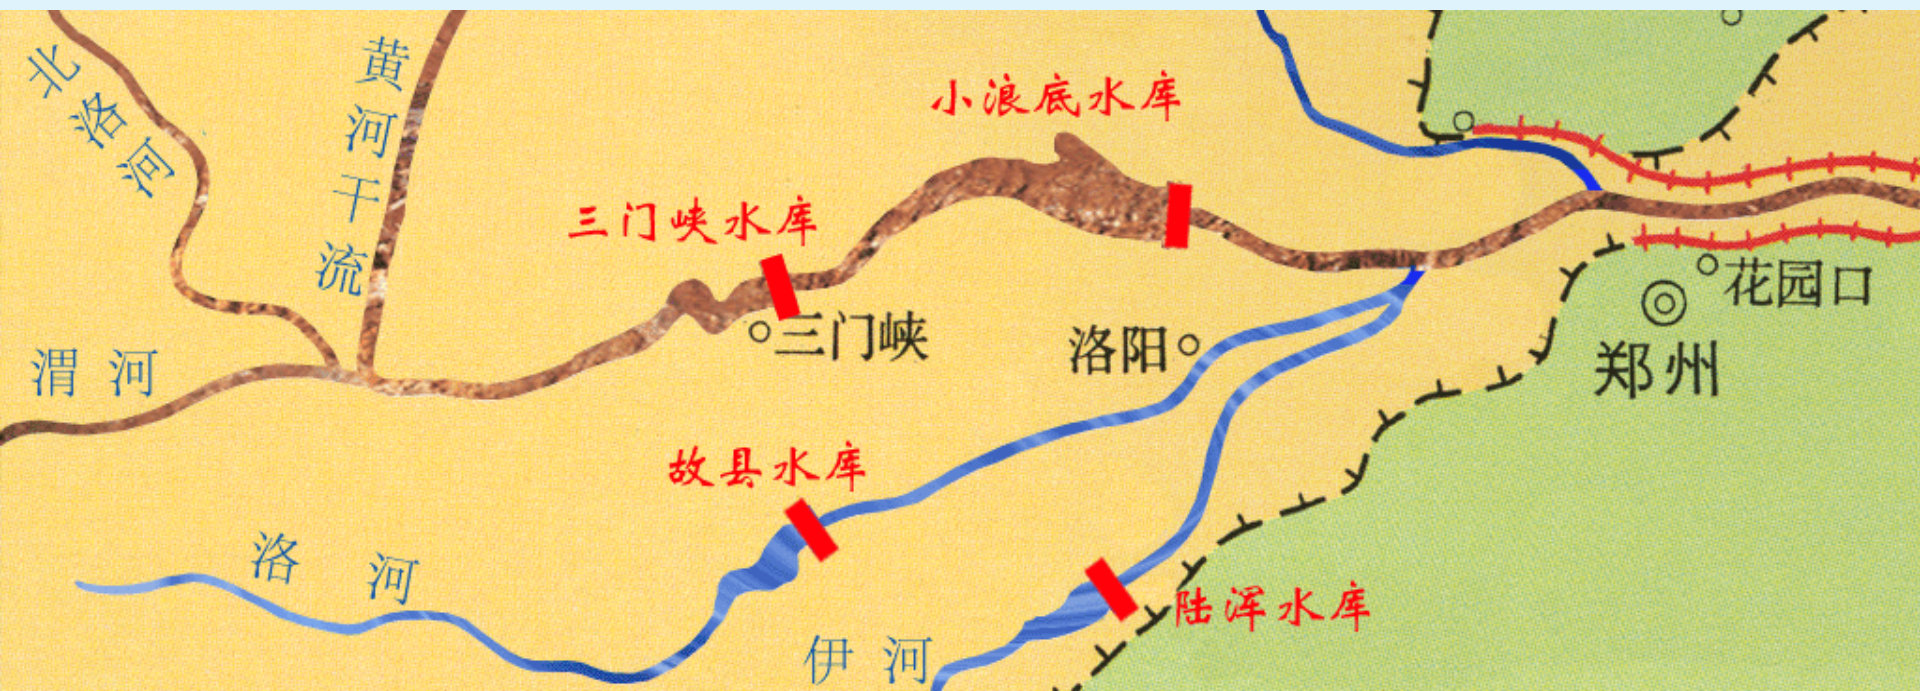 北洛河
黄河干流
小浪底水库
三门峡水库
三门峡
洛阳
花园口
郑州
渭河
故县水库
洛河
陆浑水库
伊河